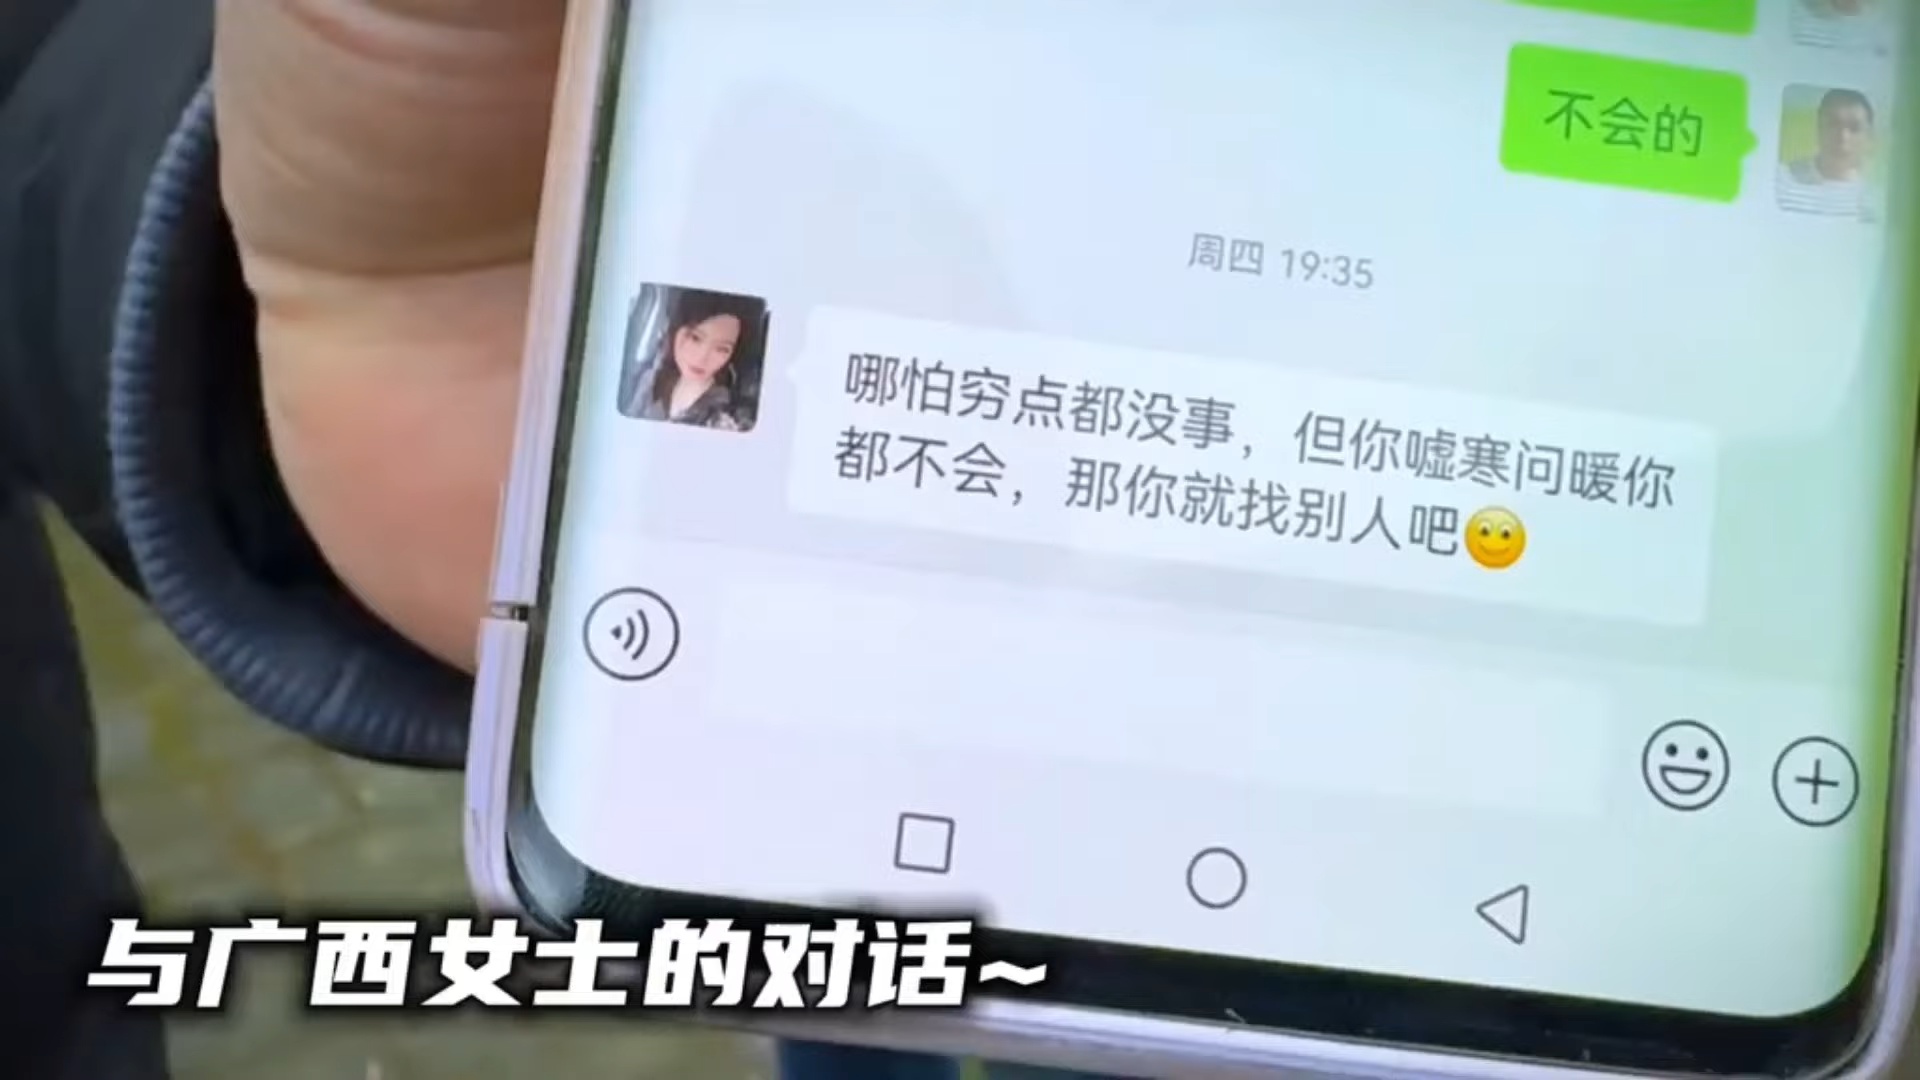 不会的
周四 19:35
哪怕穷点都没事，但你嘘寒问暖你
都不会，那你就找别人吧
与广西女士的对话~